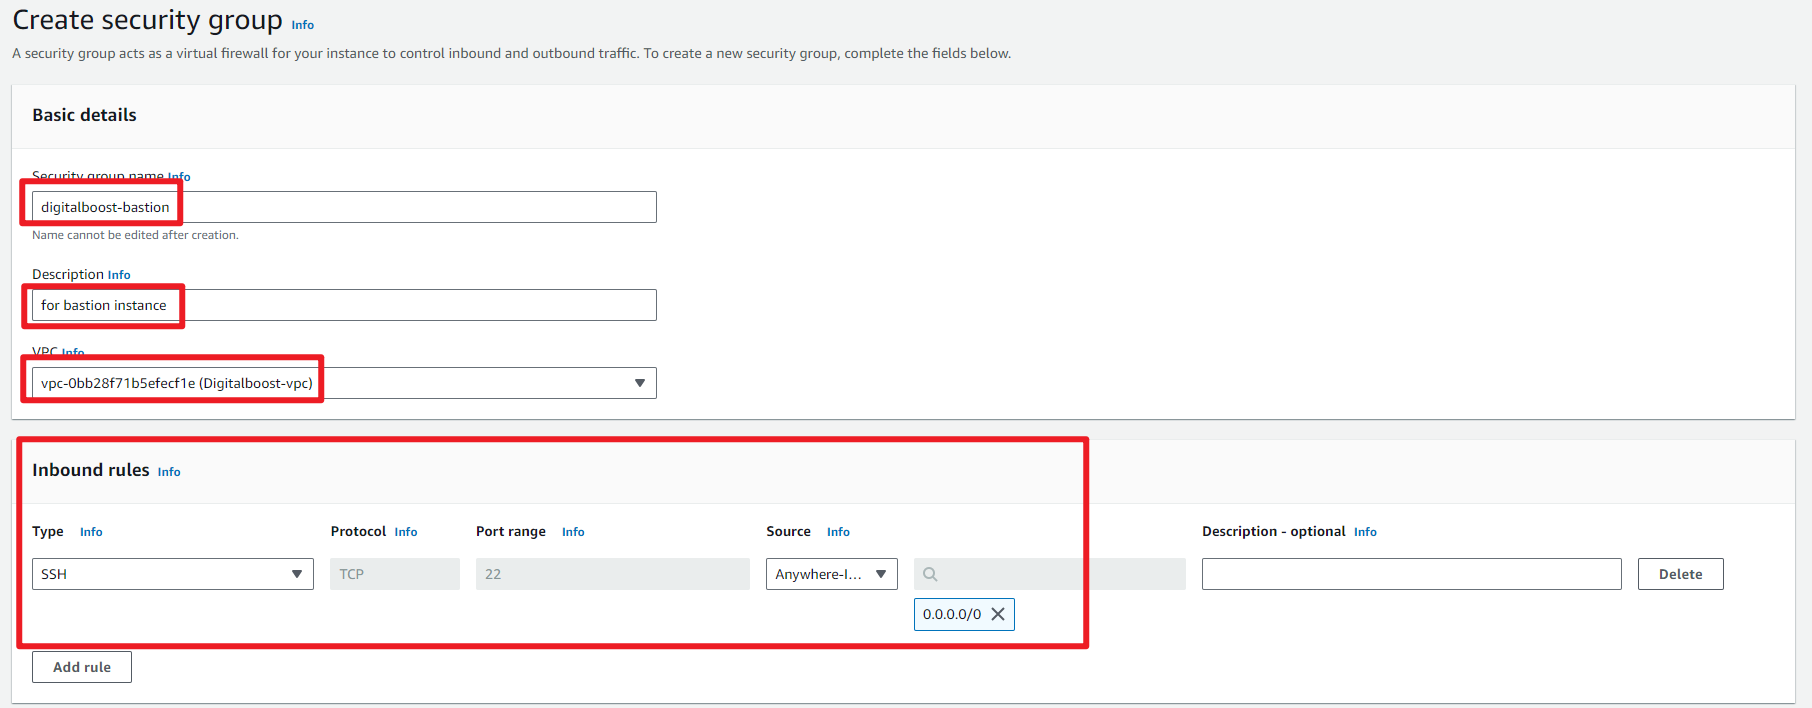 Create security group Info
A security group acts as a virtual firewall for your instance to control inbound and outbound traffic. To create a new security group, complete the fields below.
Basic details
Security group name Info
digitalboost-bastion
Name cannot be edited after creation.
Description Info
for bastion instance
VPC Info
vpc-0bb28f71b5efecf1e (Digitalboost-vpc)
Inbound rules Info
Type Info Protocol Info Port range Info Source Info Description - optional Info
SSH TCP 22 Anywhere-I... Delete
0.0.0.0/0
Add rule